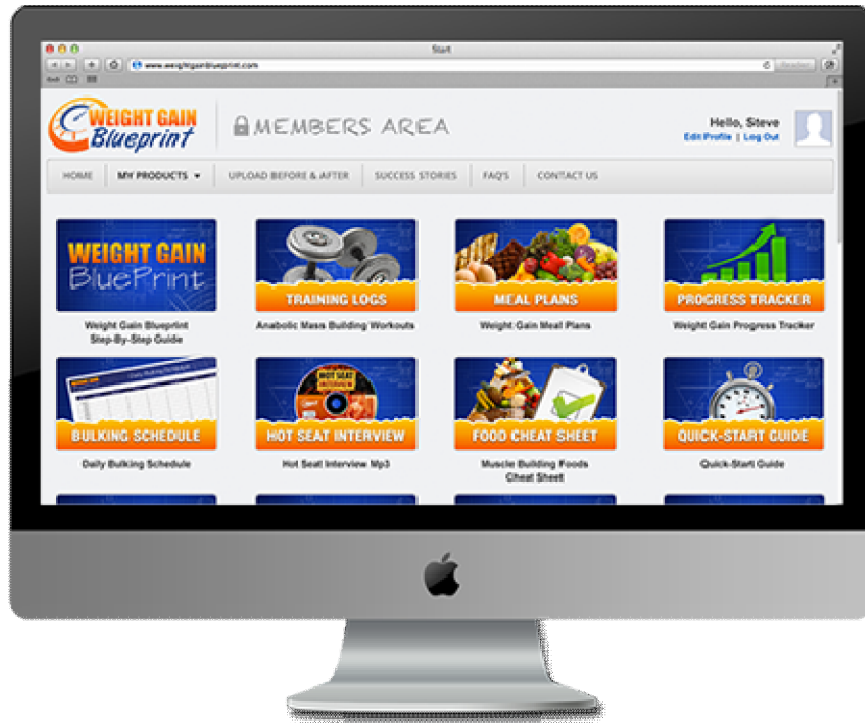 Start
www.weightgainblueprint.com
Reader
WEIGHT GAIN
Blueprint
MEMBERS AREA
Hello, Steve
Edit Profile | Log Out
HOME
MY PRODUCTS
UPLOAD BEFORE & AFTER
SUCCESS STORIES
FAQ'S
CONTACT US
WEIGHT GAIN
BluePrint
TRAINING LOGS
MEAL PLANS
PROGRESS TRACKER
Weight Gain Blueprint
Step-By-Step Guide
Anabolic Mass Building Workouts
Weight Gain Meal Plans
Weight Gain Progress Tracker
BULKING SCHEDULE
HOT SEAT
INTERVIEW
HOT SEAT INTERVIEW
FOOD CHEAT SHEET
QUICK-START GUIDE
Daily Bulking Schedule
Hot Seat Interview Mp3
Muscle Building Foods
Cheat Sheet
Quick-Start Guide